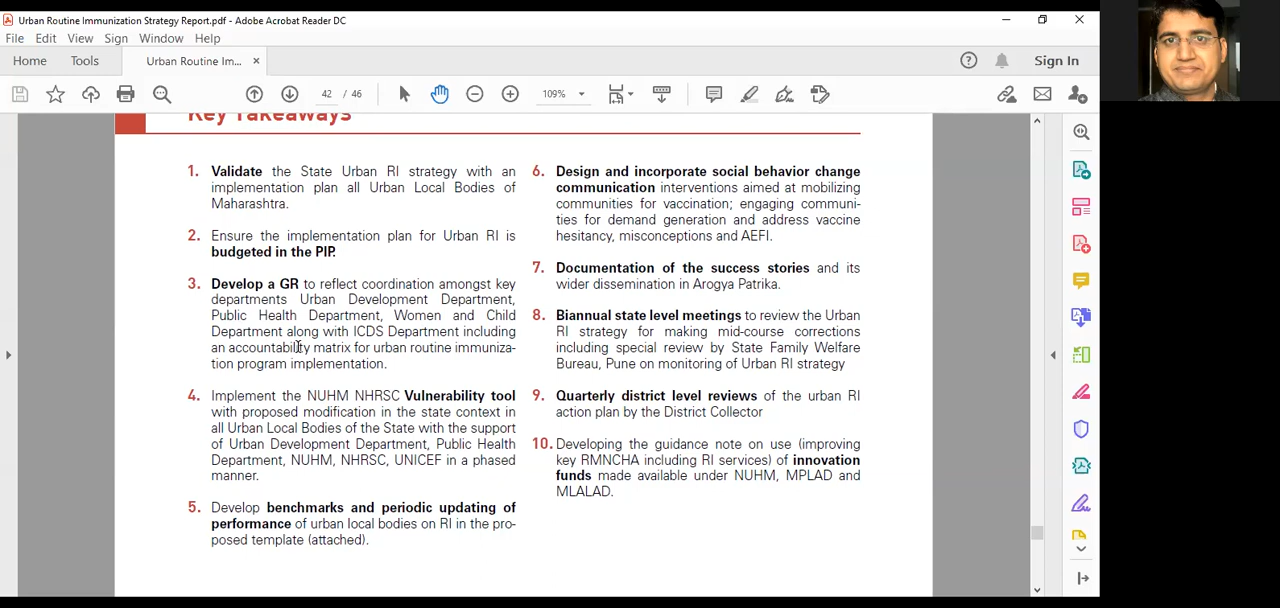 Urban Routine Immunization Strategy Report.pdf - Adobe Acrobat Reader DC
File Edit View Sign Window Help
Home Tools Urban Routine Im... × Sign In
42 / 46 109%
Key Takeaways
1. Validate the State Urban RI strategy with an
implementation plan all Urban Local Bodies of
Maharashtra.
2. Ensure the implementation plan for Urban RI is
budgeted in the PIP.
3. Develop a GR to reflect coordination amongst key
departments Urban Development Department,
Public Health Department, Women and Child
Department along with ICDS Department including
an accountability matrix for urban routine immuniza-
tion program implementation.
4. Implement the NUHM NHRSC Vulnerability tool
with proposed modification in the state context in
all Urban Local Bodies of the State with the support
of Urban Development Department, Public Health
Department, NUHM, NHRSC, UNICEF in a phased
manner.
5. Develop benchmarks and periodic updating of
performance of urban local bodies on RI in the pro-
posed template (attached).
6. Design and incorporate social behavior change
communication interventions aimed at mobilizing
communities for vaccination; engaging communi-
ties for demand generation and address vaccine
hesitancy, misconceptions and AEFI.
7. Documentation of the success stories and its
wider dissemination in Arogya Patrika.
8. Biannual state level meetings to review the Urban
RI strategy for making mid-course corrections
including special review by State Family Welfare
Bureau, Pune on monitoring of Urban RI strategy
9. Quarterly district level reviews of the urban RI
action plan by the District Collector
10. Developing the guidance note on use (improving
key RMNCHA including RI services) of innovation
funds made available under NUHM, MPLAD and
MLALAD.